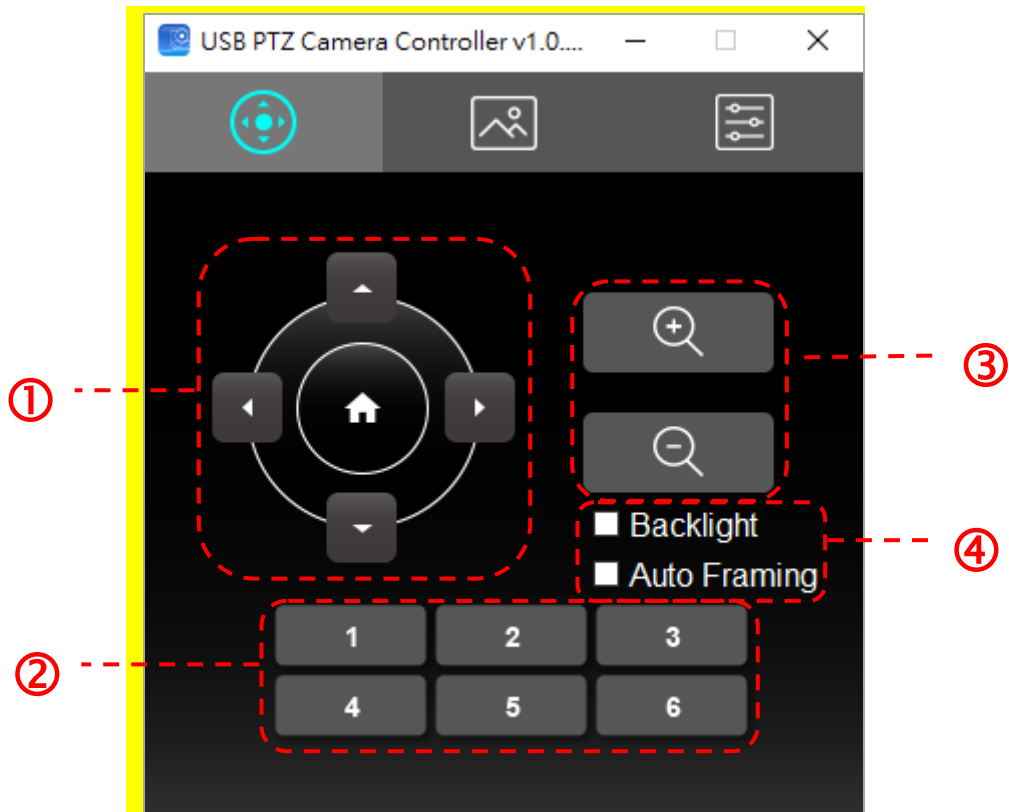 USB PTZ Camera Controller v1.0....
①
③
Backlight
④
Auto Framing
②
1 2 3
4 5 6